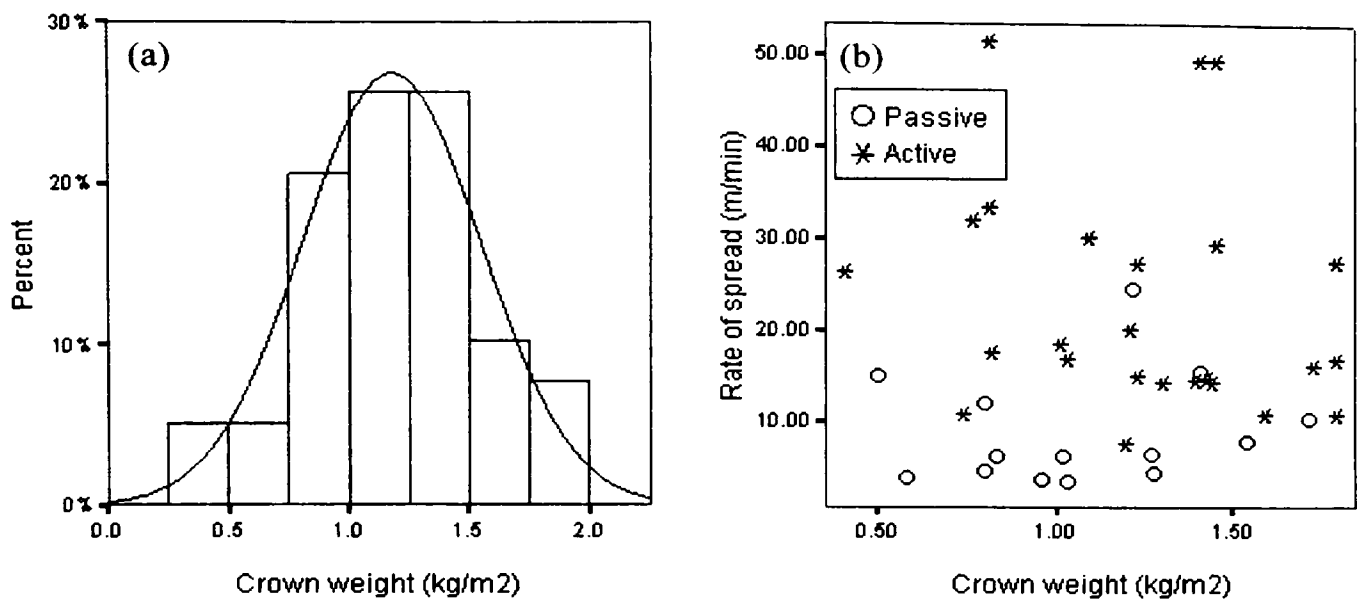 (a)
30%
20%
10%
0%
Percent
0.0 0.5 1.0 1.5 2.0
Crown weight (kg/m2)
(b)
50.00
40.00
30.00
20.00
10.00
Rate of spread (m/min)
Passive
Active
0.50 1.00 1.50
Crown weight (kg/m2)